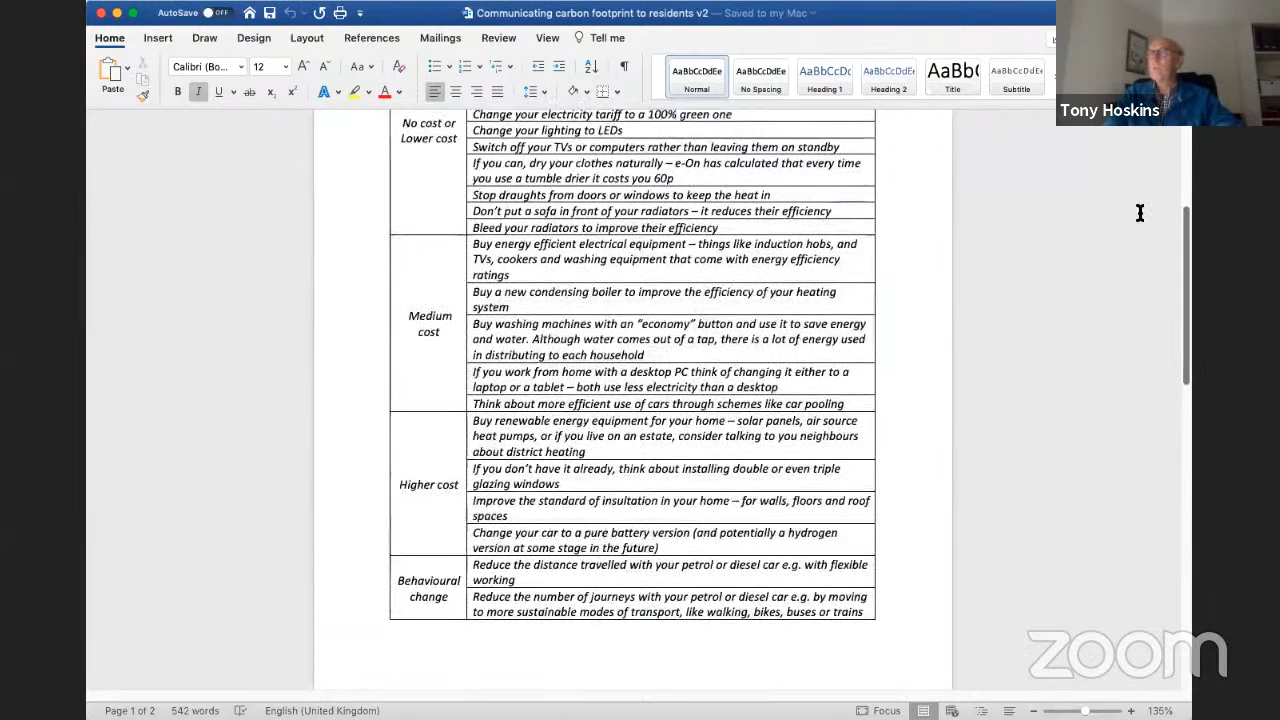 AutoSave OFF
Communicating carbon footprint to residents v2 — Saved to my Mac
Home Insert Draw Design Layout References Mailings Review View Tell me
Paste
Calibri (Bo... 12
AaBbCcDdEe AaBbCcDdEe AaBbCcDc AaBbCcDdEe AaBb( AaBbCcDdEe
Normal No Spacing Heading 1 Heading 2 Title Subtitle
Tony Hoskins
No cost or
Lower cost
Change your electricity tariff to a 100% green one
Change your lighting to LEDs
Switch off your TVs or computers rather than leaving them on standby
If you can, dry your clothes naturally – e-On has calculated that every time
you use a tumble drier it costs you 60p
Stop draughts from doors or windows to keep the heat in
Don't put a sofa in front of your radiators – it reduces their efficiency
Bleed your radiators to improve their efficiency
Medium
cost
Buy energy efficient electrical equipment – things like induction hobs, and
TVs, cookers and washing equipment that come with energy efficiency
ratings
Buy a new condensing boiler to improve the efficiency of your heating
system
Buy washing machines with an "economy" button and use it to save energy
and water. Although water comes out of a tap, there is a lot of energy used
in distributing to each household
If you work from home with a desktop PC think of changing it either to a
laptop or a tablet – both use less electricity than a desktop
Think about more efficient use of cars through schemes like car pooling
Higher cost
Buy renewable energy equipment for your home – solar panels, air source
heat pumps, or if you live on an estate, consider talking to you neighbours
about district heating
If you don't have it already, think about installing double or even triple
glazing windows
Improve the standard of insultation in your home – for walls, floors and roof
spaces
Change your car to a pure battery version (and potentially a hydrogen
version at some stage in the future)
Behavioural
change
Reduce the distance travelled with your petrol or diesel car e.g. with flexible
working
Reduce the number of journeys with your petrol or diesel car e.g. by moving
to more sustainable modes of transport, like walking, bikes, buses or trains
zoom
Page 1 of 2 542 words English (United Kingdom) Focus 135%